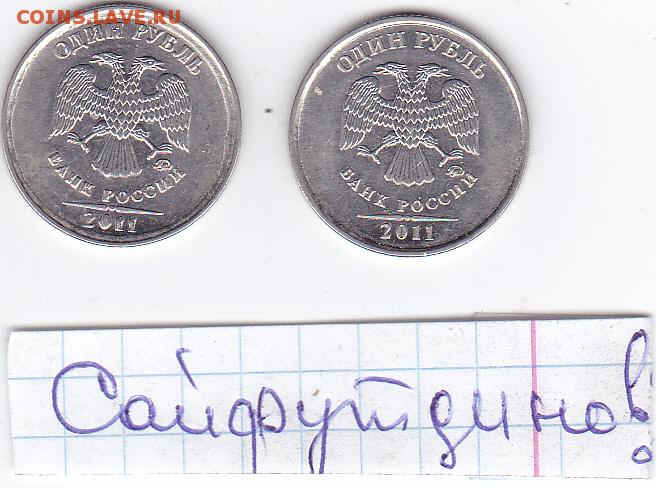 COINS.LAVE.RU
ОДИН РУБЛЬ
БАНК РОССИИ
2011
ОДИН РУБЛЬ
БАНК РОССИИ
2011
Сайфутдинов